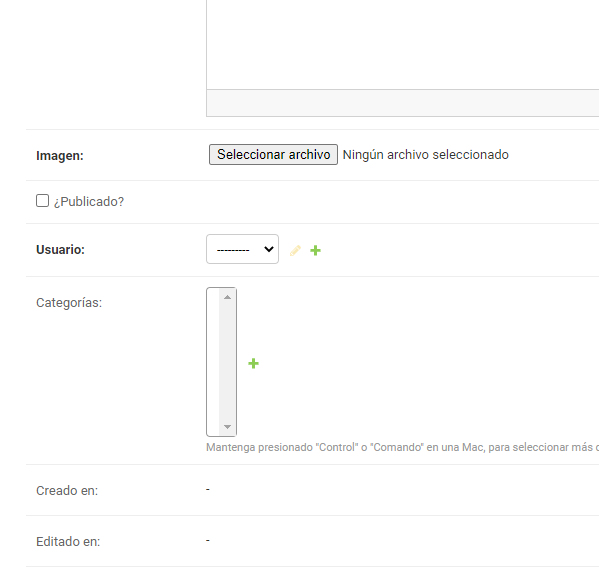 Imagen: Seleccionar archivo Ningún archivo seleccionado
¿Publicado?
Usuario: ---------
Categorías:
Mantenga presionado "Control" o "Comando" en una Mac, para seleccionar más
Creado en: -
Editado en: -